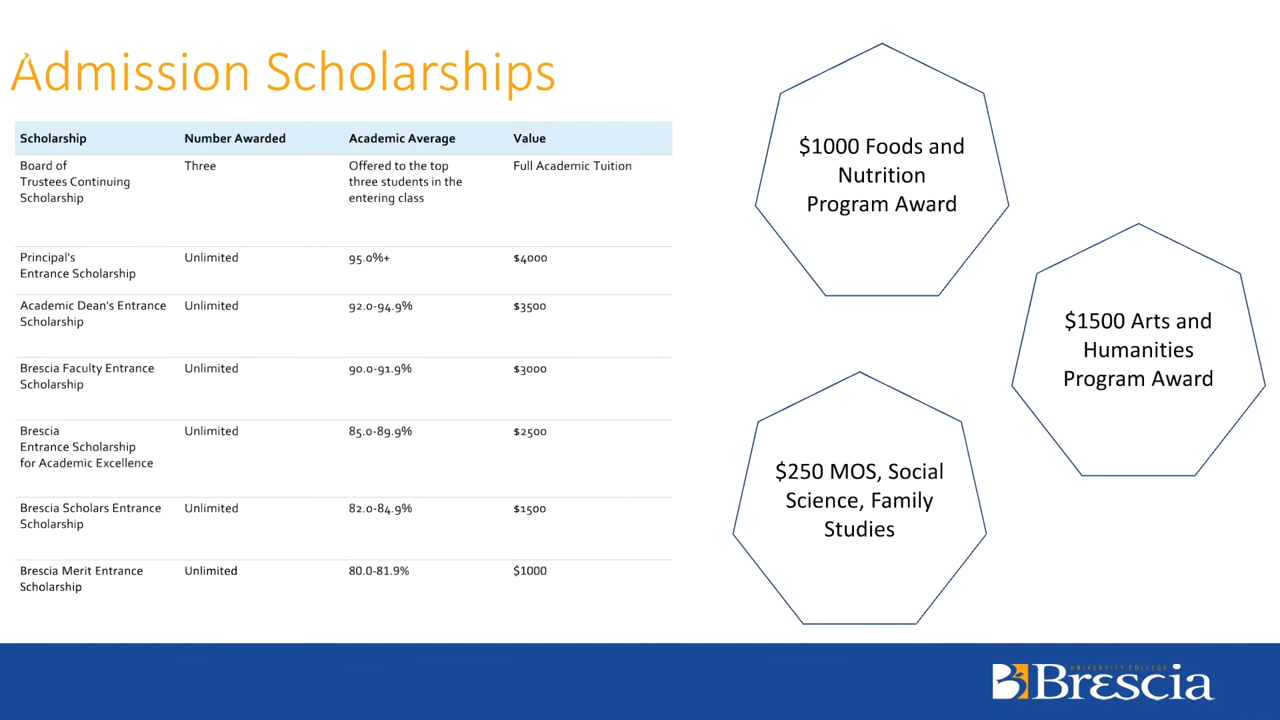 Admission Scholarships
Scholarship Number Awarded Academic Average Value
Board of Three Offered to the top Full Academic Tuition
Trustees Continuing three students in the
Scholarship entering class
Principal's Unlimited 95.0%+ $4000
Entrance Scholarship
Academic Dean's Entrance Unlimited 92.0-94.9% $3500
Scholarship
Brescia Faculty Entrance Unlimited 90.0-91.9% $3000
Scholarship
Brescia Unlimited 85.0-89.9% $2500
Entrance Scholarship
for Academic Excellence
Brescia Scholars Entrance Unlimited 82.0-84.9% $1500
Scholarship
Brescia Merit Entrance Unlimited 80.0-81.9% $1000
Scholarship
$1000 Foods and
Nutrition
Program Award
$1500 Arts and
Humanities
Program Award
$250 MOS, Social
Science, Family
Studies
UNIVERSITY COLLEGE
Brescia